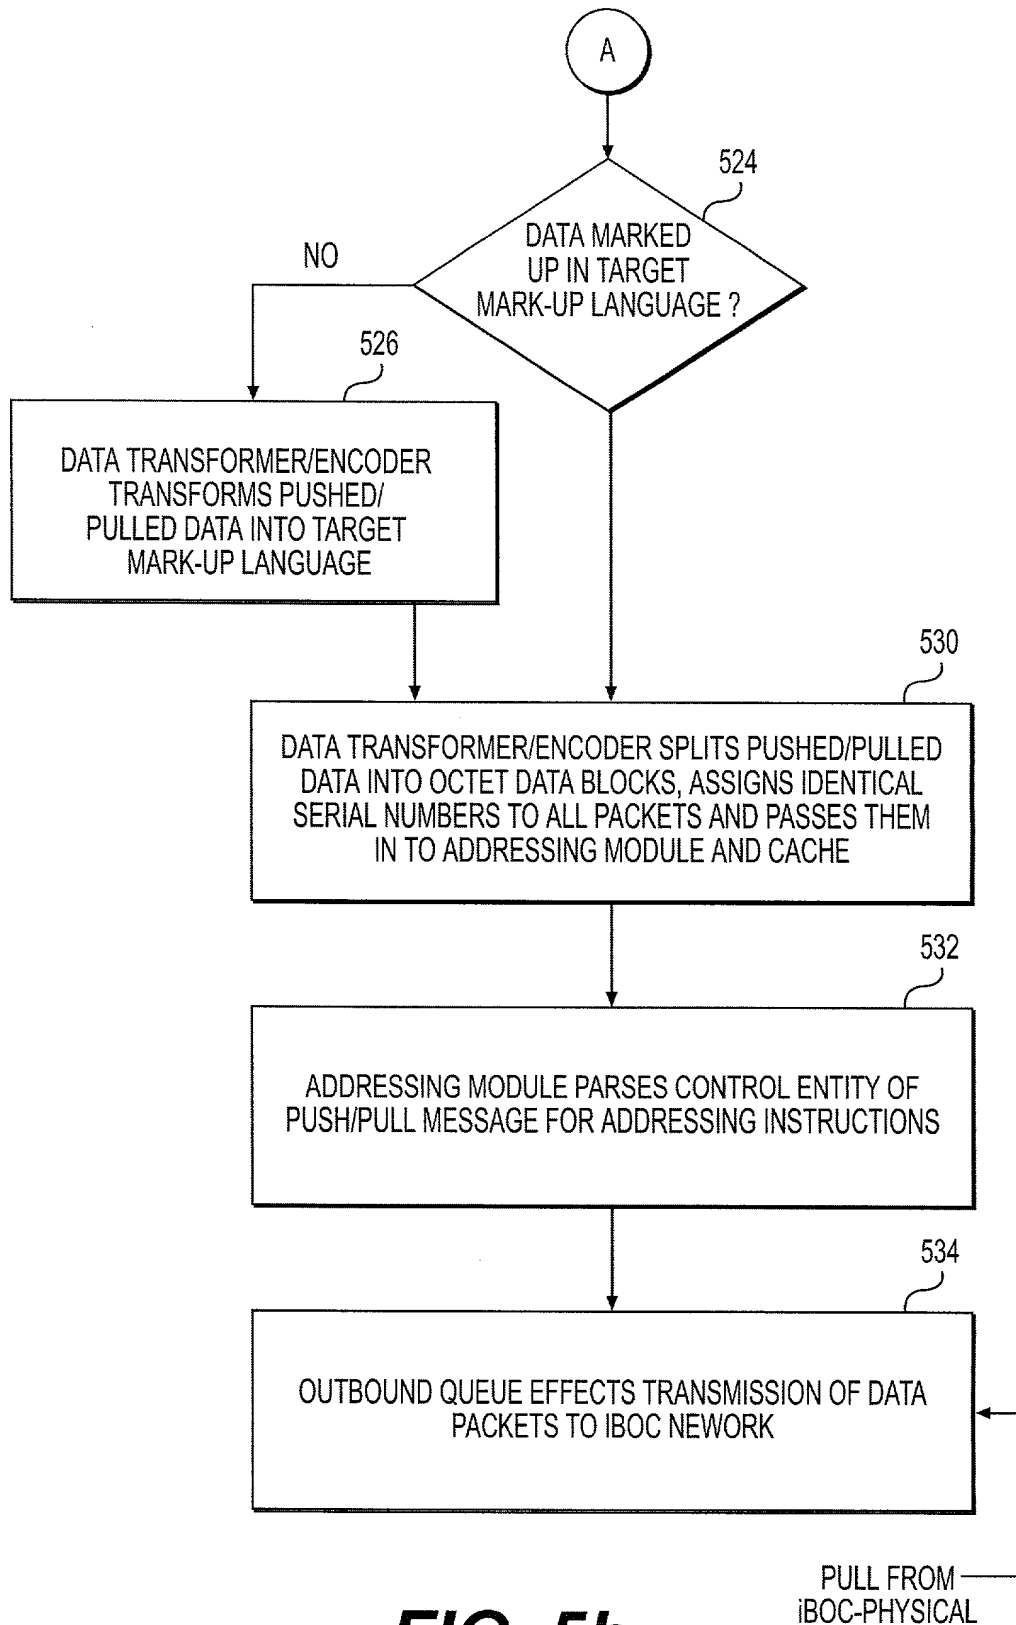 A
524
DATA MARKED
UP IN TARGET
MARK-UP LANGUAGE ?
NO
526
DATA TRANSFORMER/ENCODER
TRANSFORMS PUSHED/
PULLED DATA INTO TARGET
MARK-UP LANGUAGE
530
DATA TRANSFORMER/ENCODER SPLITS PUSHED/PULLED
DATA INTO OCTET DATA BLOCKS, ASSIGNS IDENTICAL
SERIAL NUMBERS TO ALL PACKETS AND PASSES THEM
IN TO ADDRESSING MODULE AND CACHE
532
ADDRESSING MODULE PARSES CONTROL ENTITY OF
PUSH/PULL MESSAGE FOR ADDRESSING INSTRUCTIONS
534
OUTBOUND QUEUE EFFECTS TRANSMISSION OF DATA
PACKETS TO IBOC NEWORK
PULL FROM
iBOC-PHYSICAL
FIG. 5b